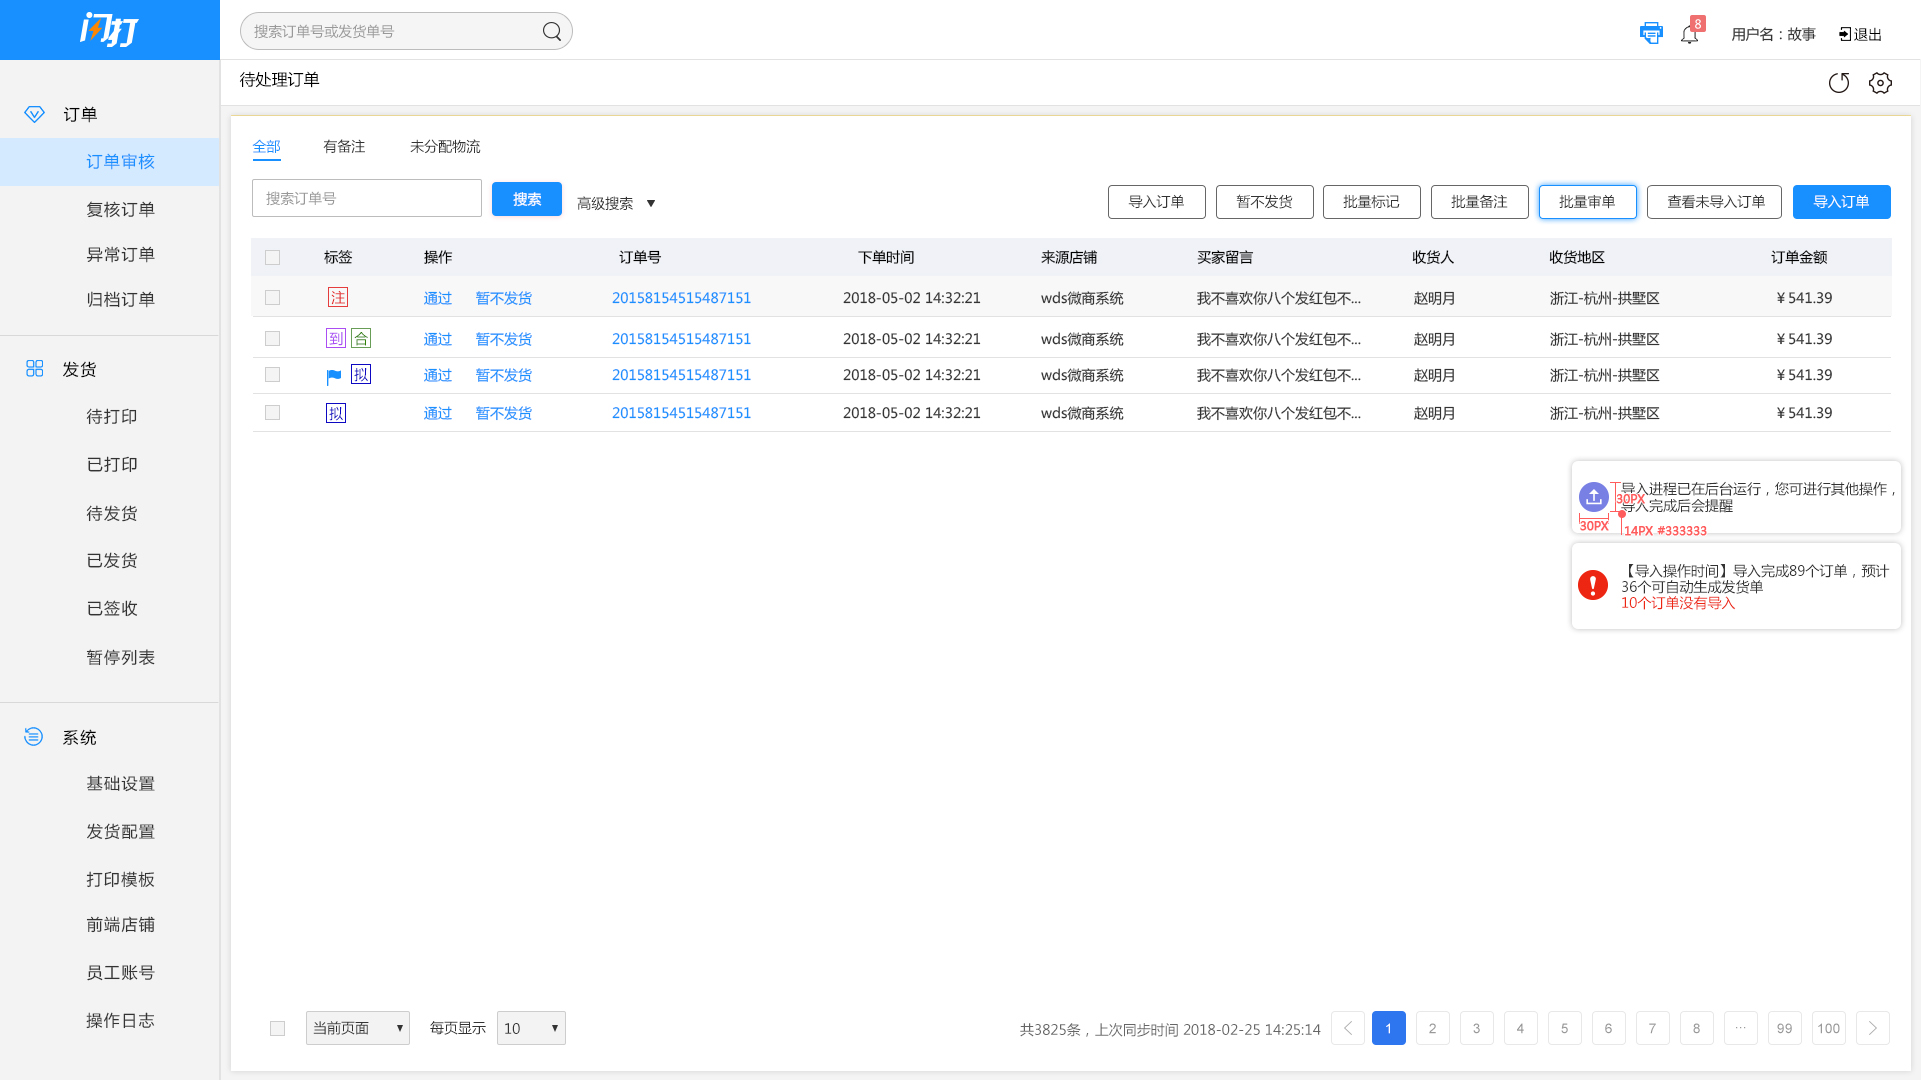 闪打
搜索订单号或发货单号
8
用户名：故事
退出
待处理订单
订单
订单审核
复核订单
异常订单
归档订单
发货
待打印
已打印
待发货
已发货
已签收
暂停列表
系统
基础设置
发货配置
打印模板
前端店铺
员工账号
操作日志
全部 有备注 未分配物流
搜索订单号 搜索 高级搜索 ▼
导入订单 暂不发货 批量标记 批量备注 批量审单 查看未导入订单 导入订单
标签 操作 订单号 下单时间 来源店铺 买家留言 收货人 收货地区 订单金额
注 通过 暂不发货 20158154515487151 2018-05-02 14:32:21 wds微商系统 我不喜欢你八个发红包不... 赵明月 浙江-杭州-拱墅区 ￥541.39
到 合 通过 暂不发货 20158154515487151 2018-05-02 14:32:21 wds微商系统 我不喜欢你八个发红包不... 赵明月 浙江-杭州-拱墅区 ￥541.39
拟 通过 暂不发货 20158154515487151 2018-05-02 14:32:21 wds微商系统 我不喜欢你八个发红包不... 赵明月 浙江-杭州-拱墅区 ￥541.39
拟 通过 暂不发货 20158154515487151 2018-05-02 14:32:21 wds微商系统 我不喜欢你八个发红包不... 赵明月 浙江-杭州-拱墅区 ￥541.39
导入进程已在后台运行，您可进行其他操作，
导入完成后会提醒
30PX
30PX
14PX #333333
【导入操作时间】导入完成89个订单，预计
36个可自动生成发货单
10个订单没有导入
当前页面 ▼ 每页显示 10 ▼
共3825条，上次同步时间 2018-02-25 14:25:14 1 2 3 4 5 6 7 8 ··· 99 100